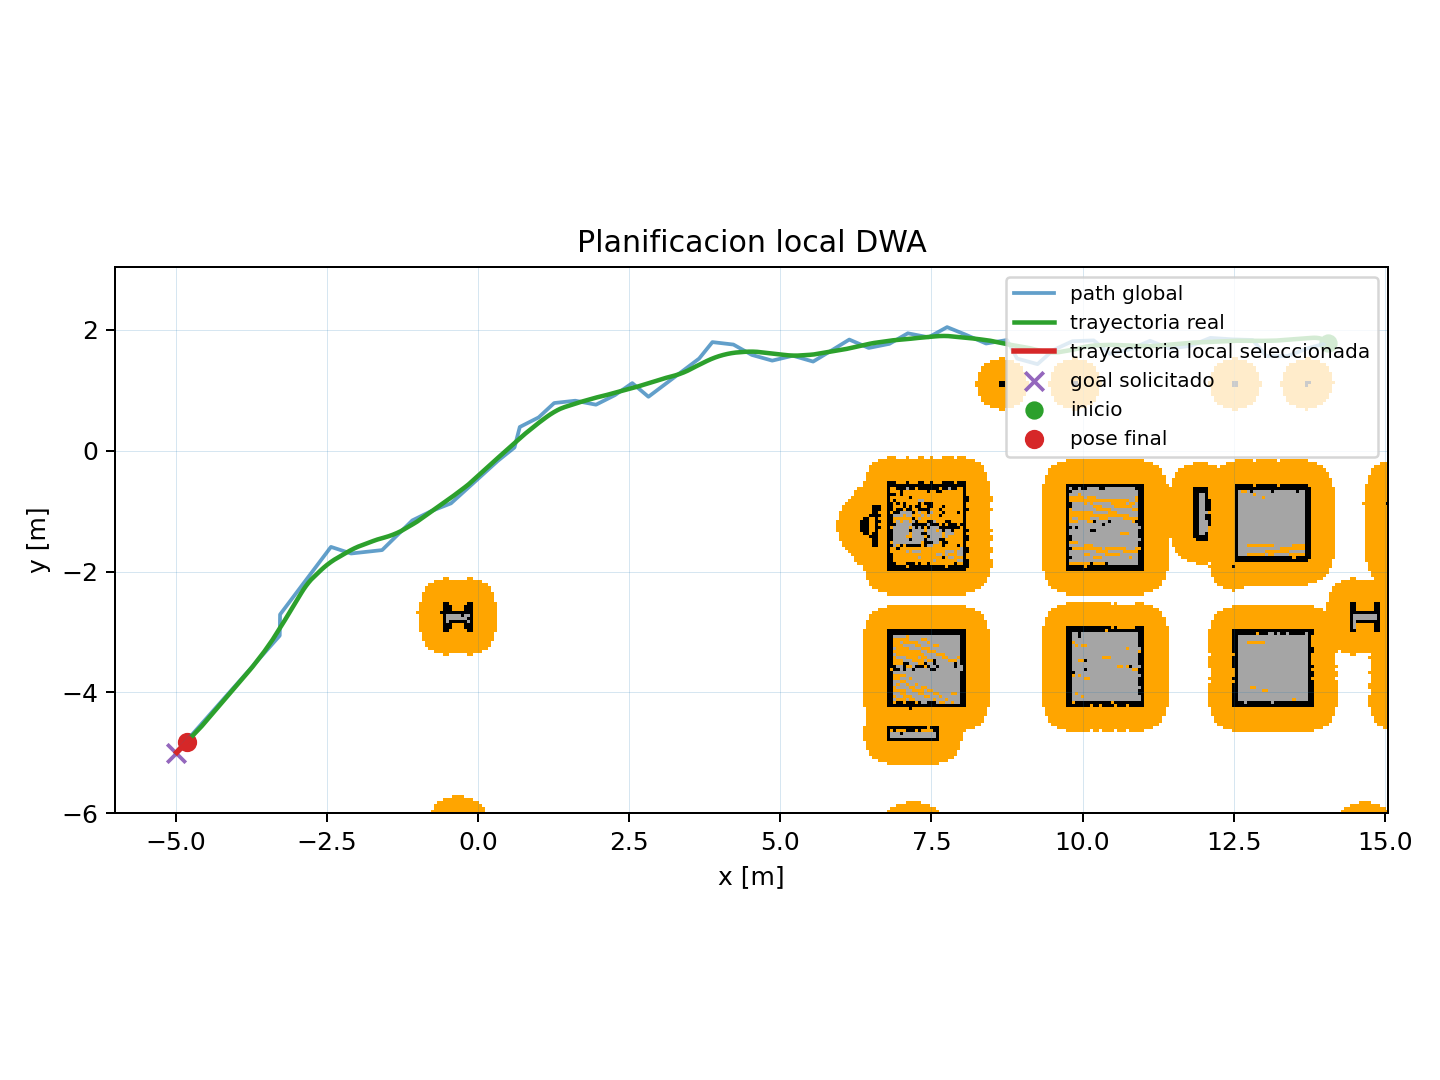 Planificacion local DWA
path global
trayectoria real
trayectoria local seleccionada
goal solicitado
inicio
pose final
2
0
−2
−4
−6
y [m]
−5.0 −2.5 0.0 2.5 5.0 7.5 10.0 12.5 15.0
x [m]